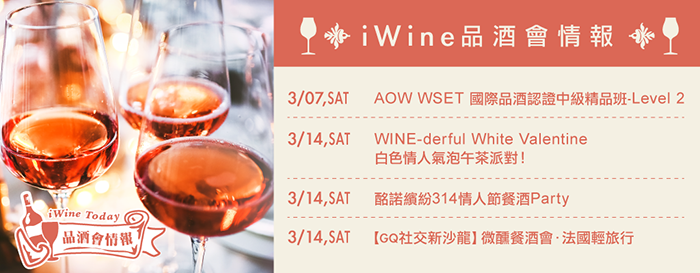 iWine品酒會情報
3/07,SAT AOW WSET 國際品酒認證中級精品班-Level 2
3/14,SAT WINE-derful White Valentine
白色情人氣泡午茶派對！
3/14,SAT 酩諾繽紛314情人節餐酒Party
3/14,SAT 【GQ社交新沙龍】微醺餐酒會·法國輕旅行
iWine Today
品酒會情報